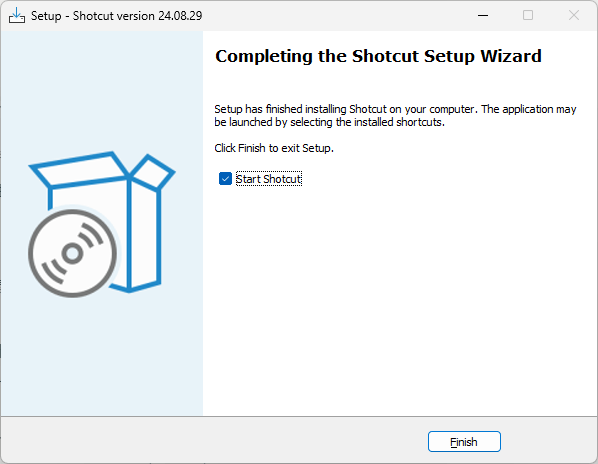 Setup - Shotcut version 24.08.29
Completing the Shotcut Setup Wizard
Setup has finished installing Shotcut on your computer. The application may
be launched by selecting the installed shortcuts.
Click Finish to exit Setup.
Start Shotcut
Finish